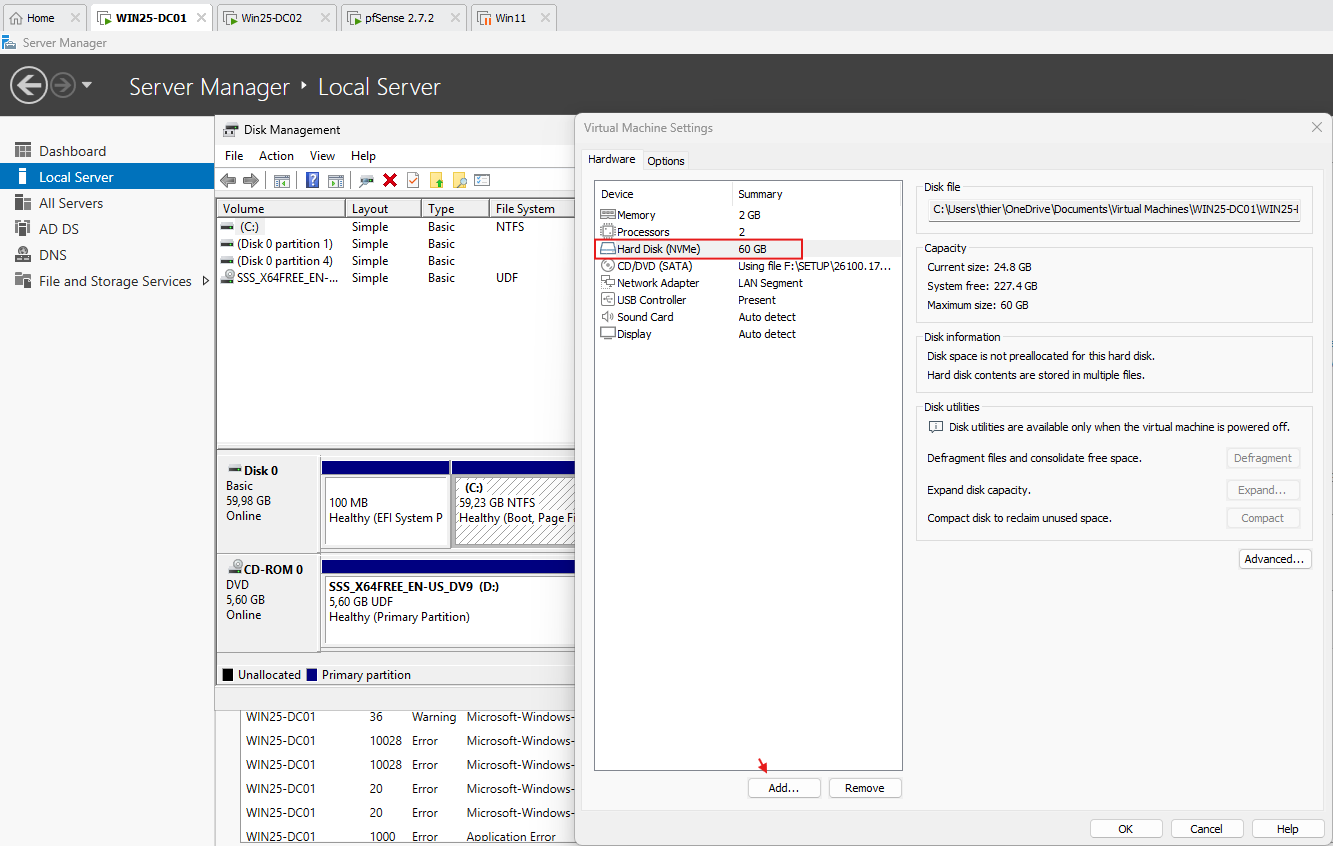 Home
WIN25-DC01
Win25-DC02
pfSense 2.7.2
Win11
Server Manager
Server Manager • Local Server
Dashboard
Local Server
All Servers
AD DS
DNS
File and Storage Services
Disk Management
File Action View Help
Volume Layout Type File System
(C:) Simple Basic NTFS
(Disk 0 partition 1) Simple Basic
(Disk 0 partition 4) Simple Basic
SSS_X64FREE_EN-... Simple Basic UDF
Disk 0
Basic
59,98 GB
Online
100 MB
Healthy (EFI System P
(C:)
59,23 GB NTFS
Healthy (Boot, Page Fi
CD-ROM 0
DVD
5,60 GB
Online
SSS_X64FREE_EN-US_DV9 (D:)
5,60 GB UDF
Healthy (Primary Partition)
Unallocated Primary partition
WIN25-DC01 36 Warning Microsoft-Windows-
WIN25-DC01 10028 Error Microsoft-Windows-
WIN25-DC01 10028 Error Microsoft-Windows-
WIN25-DC01 20 Error Microsoft-Windows-
WIN25-DC01 20 Error Microsoft-Windows-
WIN25-DC01 1000 Error Application Error
Virtual Machine Settings
Hardware Options
Device Summary
Memory 2 GB
Processors 2
Hard Disk (NVMe) 60 GB
CD/DVD (SATA) Using file F:\SETUP\26100.17...
Network Adapter LAN Segment
USB Controller Present
Sound Card Auto detect
Display Auto detect
Add... Remove
Disk file
C:\Users\thier\OneDrive\Documents\Virtual Machines\WIN25-DC01\WIN25-
Capacity
Current size: 24.8 GB
System free: 227.4 GB
Maximum size: 60 GB
Disk information
Disk space is not preallocated for this hard disk.
Hard disk contents are stored in multiple files.
Disk utilities
Disk utilities are available only when the virtual machine is powered off.
Defragment files and consolidate free space. Defragment
Expand disk capacity. Expand...
Compact disk to reclaim unused space. Compact
Advanced...
OK Cancel Help